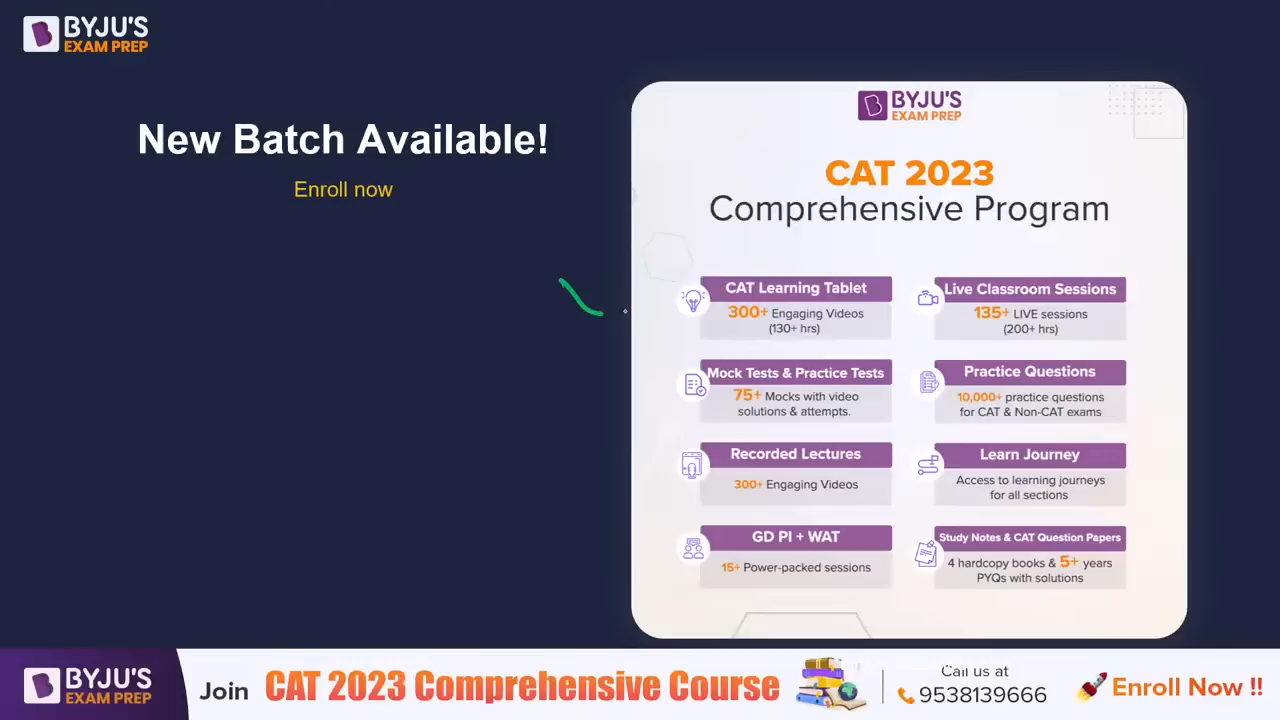 BYJU'S
EXAM PREP
New Batch Available!
Enroll now
BYJU'S
EXAM PREP
CAT 2023
Comprehensive Program
CAT Learning Tablet
300+ Engaging Videos
(130+ hrs)
Live Classroom Sessions
135+ LIVE sessions
(200+ hrs)
Mock Tests & Practice Tests
75+ Mocks with video
solutions & attempts.
Practice Questions
10,000+ practice questions
for CAT & Non-CAT exams
Recorded Lectures
300+ Engaging Videos
Learn Journey
Access to learning journeys
for all sections
GD PI + WAT
15+ Power-packed sessions
Study Notes & CAT Question Papers
4 hardcopy books & 5+ years
PYQs with solutions
BYJU'S
EXAM PREP
Join CAT 2023 Comprehensive Course
Call us at
9538139666
Enroll Now !!